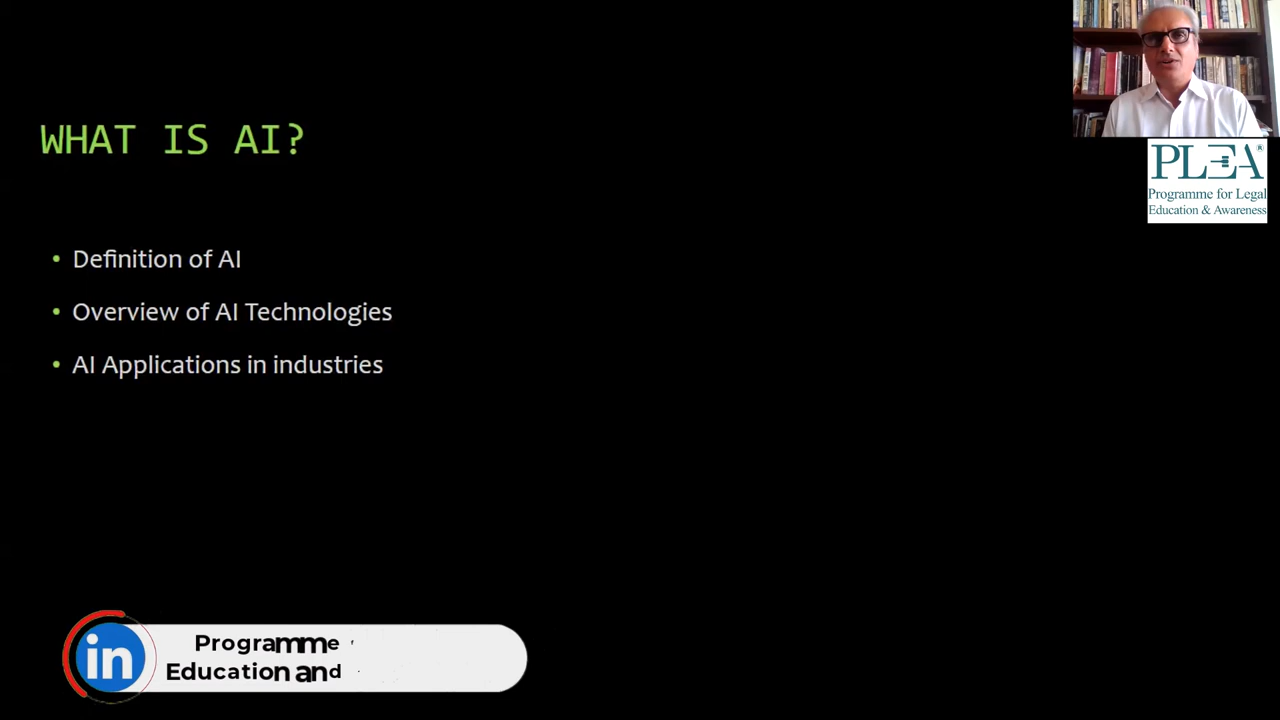 WHAT IS AI?
• Definition of AI
• Overview of AI Technologies
• AI Applications in industries
PLEA®
Programme for Legal
Education & Awareness
in
Programme
Education and